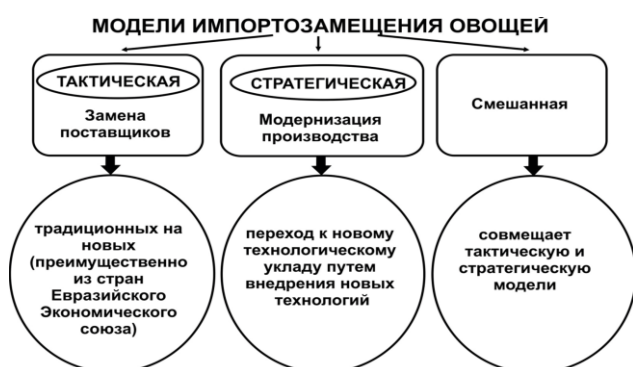 МОДЕЛИ ИМПОРТОЗАМЕЩЕНИЯ ОВОЩЕЙ
ТАКТИЧЕСКАЯ
Замена
поставщиков
СТРАТЕГИЧЕСКАЯ
Модернизация
производства
Смешанная
традиционных на
новых
(преимущественно
из стран
Евразийского
Экономического
союза)
переход к новому
технологическому
укладу путем
внедрения новых
технологий
совмещает
тактическую и
стратегическую
модели